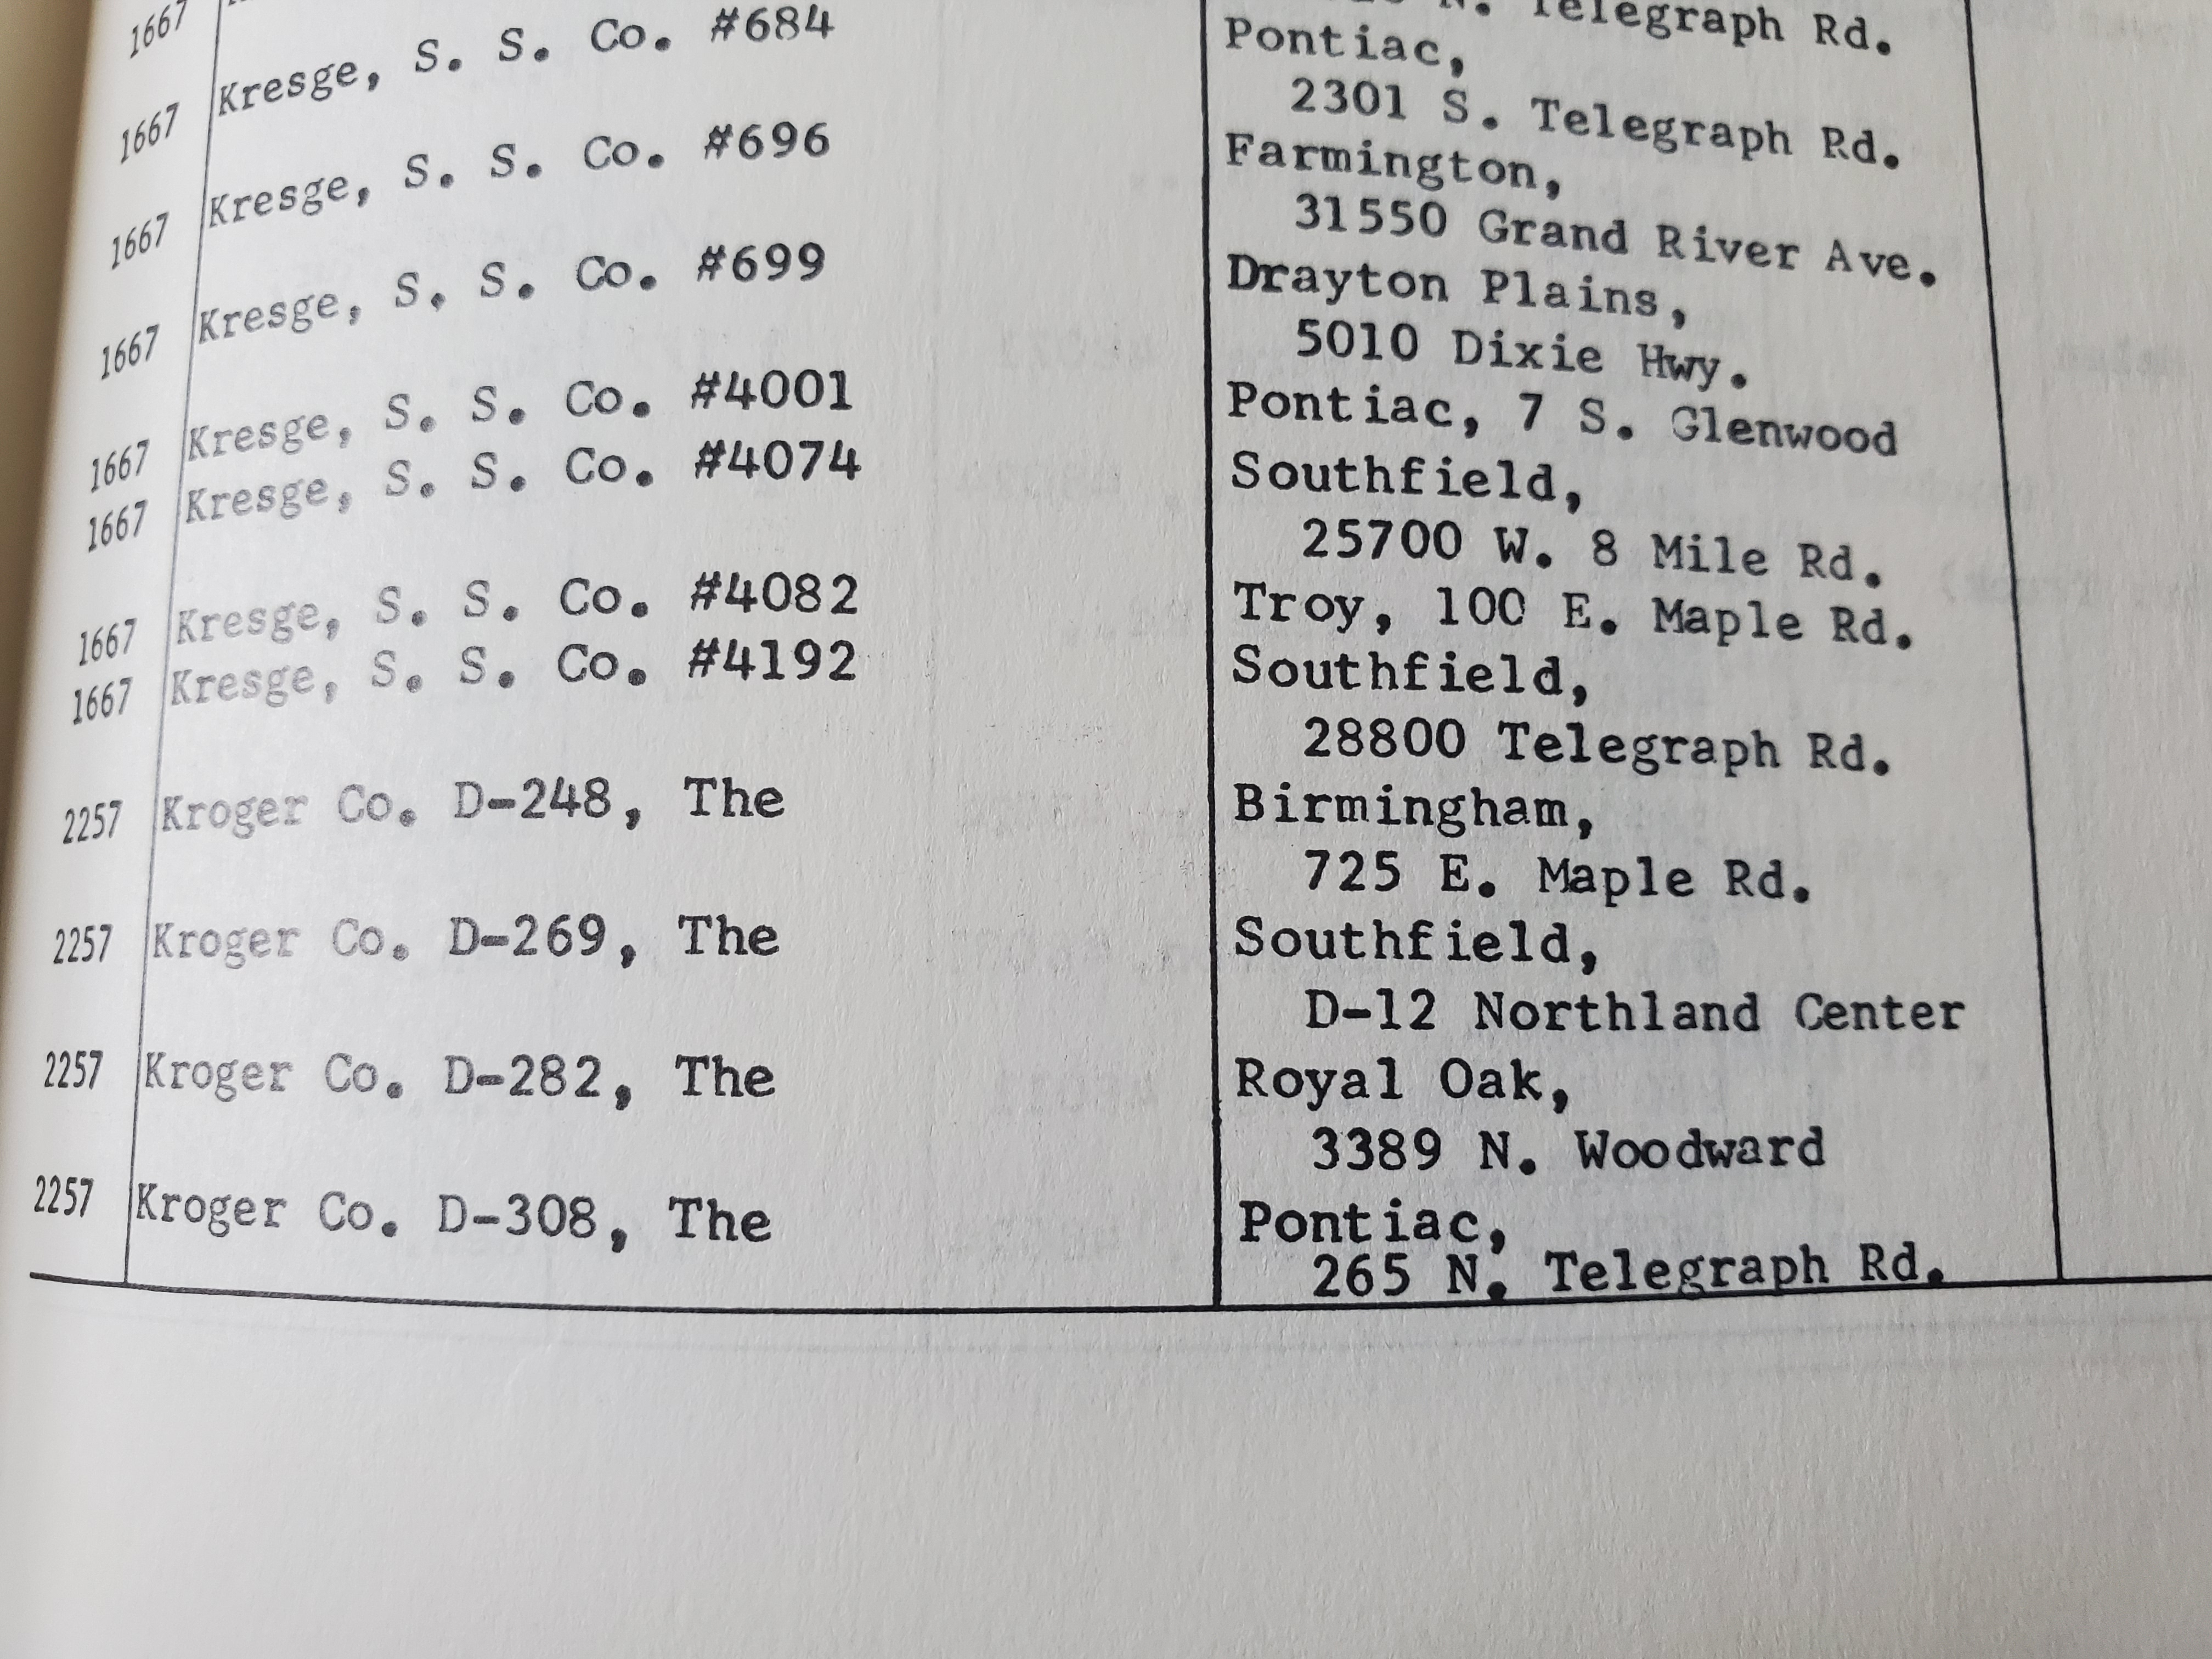 1667 N. Telegraph Rd.
1667 Kresge, S. S. Co. #684 Pontiac,
2301 S. Telegraph Rd.
1667 Kresge, S. S. Co. #696 Farmington,
31550 Grand River Ave.
1667 Kresge, S. S. Co. #699 Drayton Plains,
5010 Dixie Hwy.
1667 Kresge, S. S. Co. #4001 Pontiac, 7 S. Glenwood
1667 Kresge, S. S. Co. #4074 Southfield,
25700 W. 8 Mile Rd.
1667 Kresge, S. S. Co. #4082 Troy, 100 E. Maple Rd.
1667 Kresge, S. S. Co. #4192 Southfield,
28800 Telegraph Rd.
2257 Kroger Co. D-248, The Birmingham,
725 E. Maple Rd.
2257 Kroger Co. D-269, The Southfield,
D-12 Northland Center
2257 Kroger Co. D-282, The Royal Oak,
3389 N. Woodward
2257 Kroger Co. D-308, The Pontiac,
265 N. Telegraph Rd.